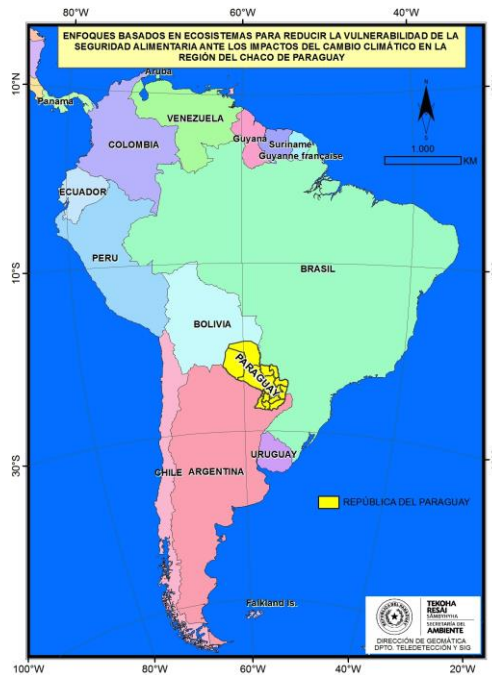 80°W
60°W
40°W
ENFOQUES BASADOS EN ECOSISTEMAS PARA REDUCIR LA VULNERABILIDAD DE LA
SEGURIDAD ALIMENTARIA ANTE LOS IMPACTOS DEL CAMBIO CLIMÁTICO EN LA
REGIÓN DEL CHACO DE PARAGUAY
Aruba
10°N
N
Panama
VENEZUELA
Guyana
Suriname
Guyanne française
COLOMBIA
1.000
KM
ECUADOR
PERU
BRASIL
10°S
BOLIVIA
PARAGUAY
URUGUAY
30°S
CHILE
ARGENTINA
REPÚBLICA DEL PARAGUAY
Falkland Is.
TEKOHA
RESÃI
SÃMBYHYHA
SECRETARÍA DEL
AMBIENTE
DIRECCIÓN DE GEOMÁTICA
DPTO. TELEDETECCIÓN Y SIG
100°W
80°W
60°W
40°W
20°W